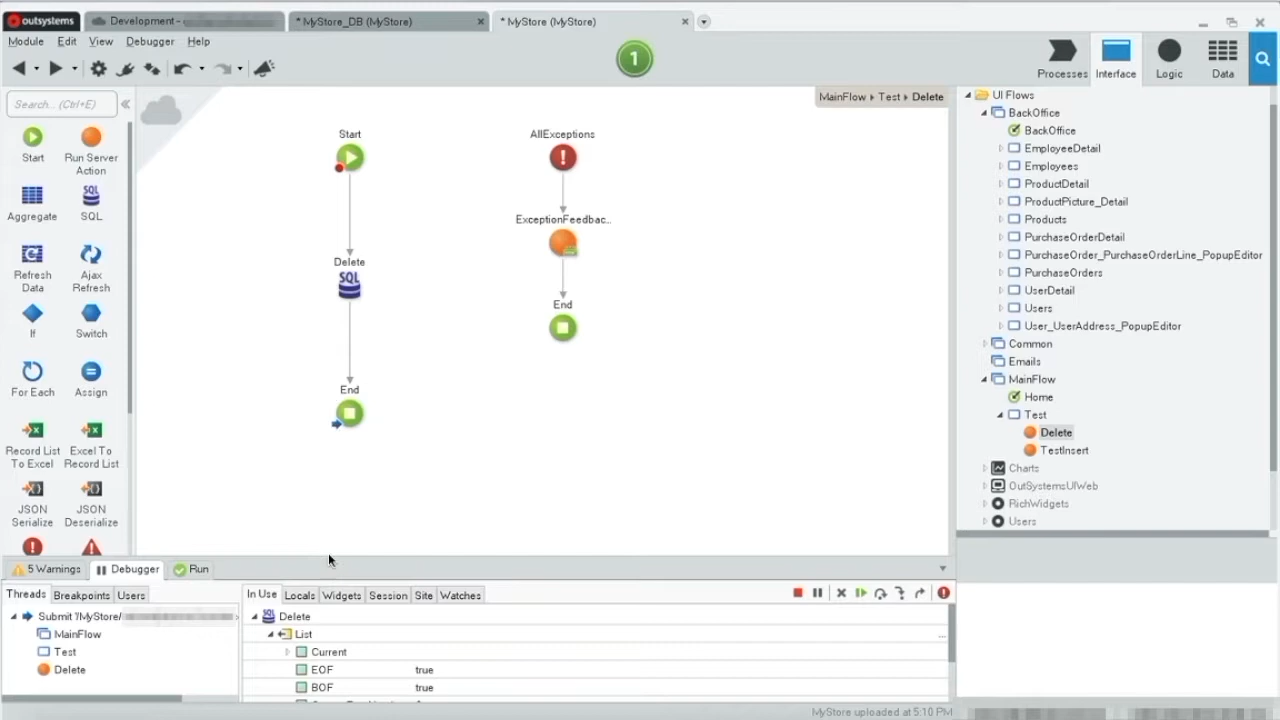 outsystems
Development -
* MyStore_DB (MyStore)
* MyStore (MyStore)
Module
Edit
View
Debugger
Help
1
Processes
Interface
Logic
Data
Search... (Ctrl+E)
MainFlow
Test
Delete
Start
Run Server
Action
Aggregate
SQL
Refresh
Data
Ajax
Refresh
If
Switch
For Each
Assign
Record List
To Excel
Excel To
Record List
JSON
Serialize
JSON
Deserialize
Start
Delete
SQL
End
AllExceptions
ExceptionFeedbac..
End
UI Flows
BackOffice
BackOffice
EmployeeDetail
Employees
ProductDetail
ProductPicture_Detail
Products
PurchaseOrderDetail
PurchaseOrder_PurchaseOrderLine_PopupEditor
PurchaseOrders
UserDetail
Users
User_UserAddress_PopupEditor
Common
Emails
MainFlow
Home
Test
Delete
TestInsert
Charts
OutSystemsUIWeb
RichWidgets
Users
5 Warnings
Debugger
Run
Threads
Breakpoints
Users
Submit '/MyStore/
MainFlow
Test
Delete
In Use
Locals
Widgets
Session
Site
Watches
Delete
List
...
Current
EOF true
BOF true
MyStore uploaded at 5:10 PM